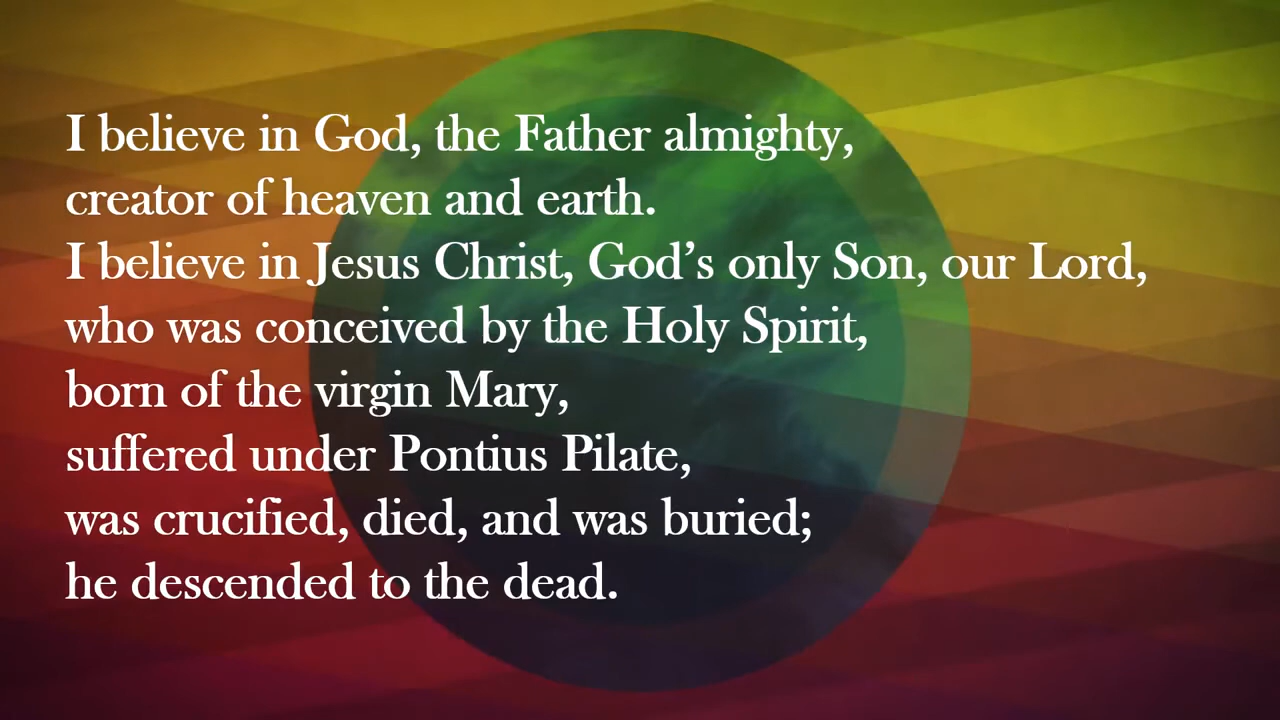 I believe in God, the Father almighty,
creator of heaven and earth.
I believe in Jesus Christ, God’s only Son, our Lord,
who was conceived by the Holy Spirit,
born of the virgin Mary,
suffered under Pontius Pilate,
was crucified, died, and was buried;
he descended to the dead.